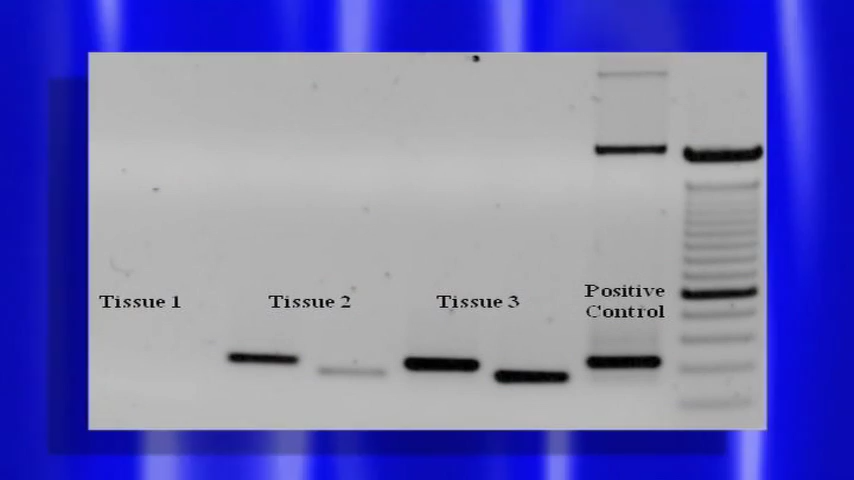 Tissue 1
Tissue 2
Tissue 3
Positive
Control